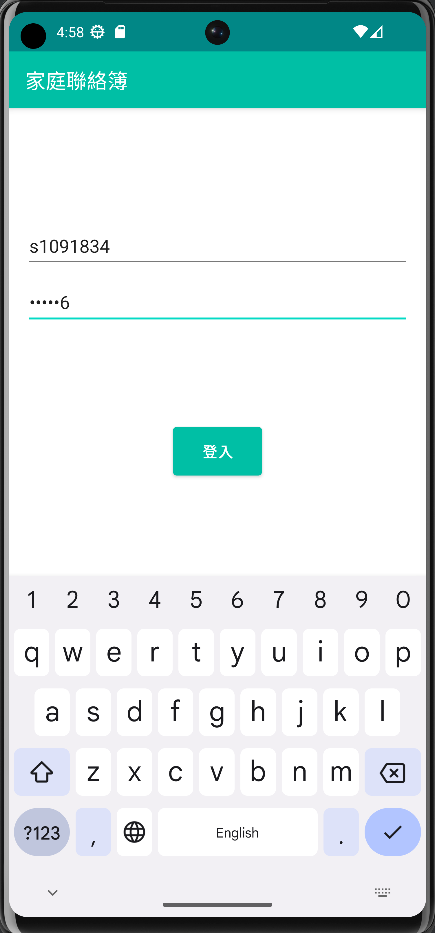 4:58
家庭聯絡簿
s1091834
•••••6
登入
1 2 3 4 5 6 7 8 9 0
q w e r t y u i o p
a s d f g h j k l
z x c v b n m
?123 , English .